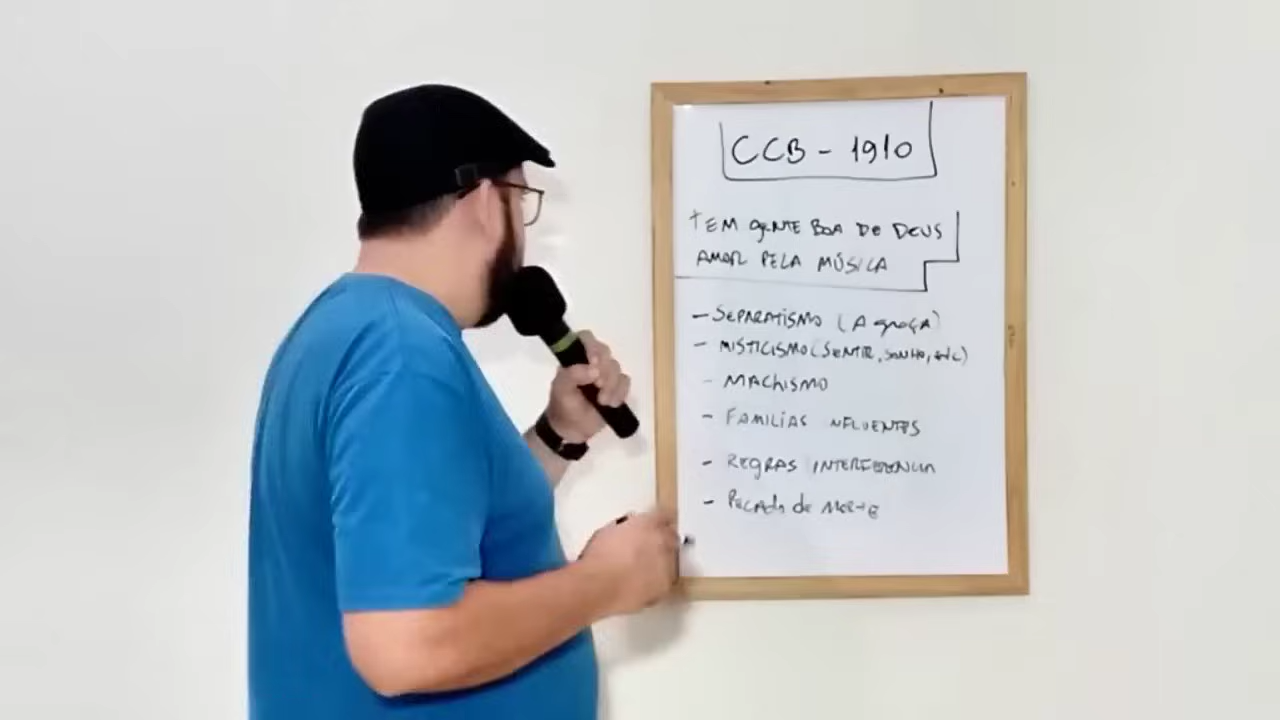 CCB - 1910
TEM GENTE BOA DE DEUS
AMOR PELA MÚSICA
- SEPARATISMO (A graça)
- MISTICISMO (SENTIR, SONHO, etc)
- MACHISMO
- FAMILIAS INFLUENTES
- REGRAS INTERFERENCIA
- Pecado de MORTE